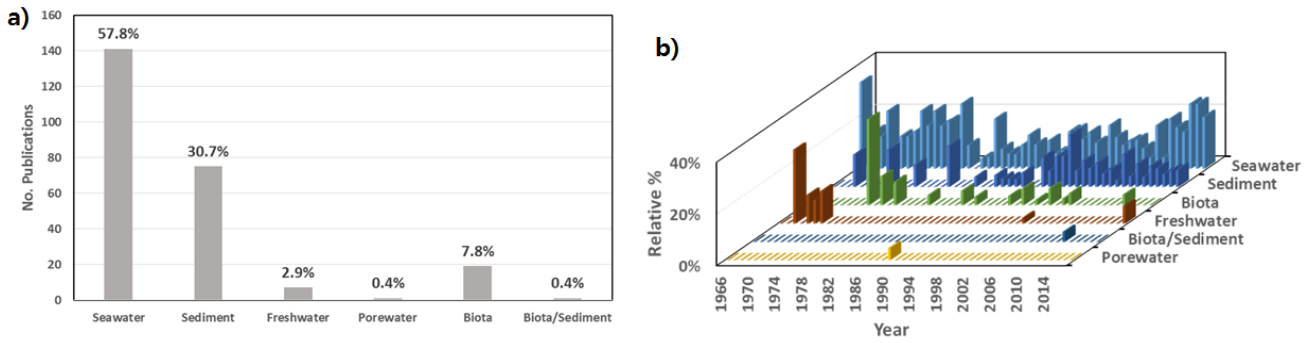 a)
160
140
120
100
80
60
40
20
0
No. Publications
57.8%
30.7%
2.9%
0.4%
7.8%
0.4%
Seawater
Sediment
Freshwater
Porewater
Biota
Biota/Sediment
b)
40%
20%
0%
Relative %
Seawater
Sediment
Biota
Freshwater
Biota/Sediment
Porewater
1966
1970
1974
1978
1982
1986
1990
1994
1998
2002
2006
2010
2014
Year